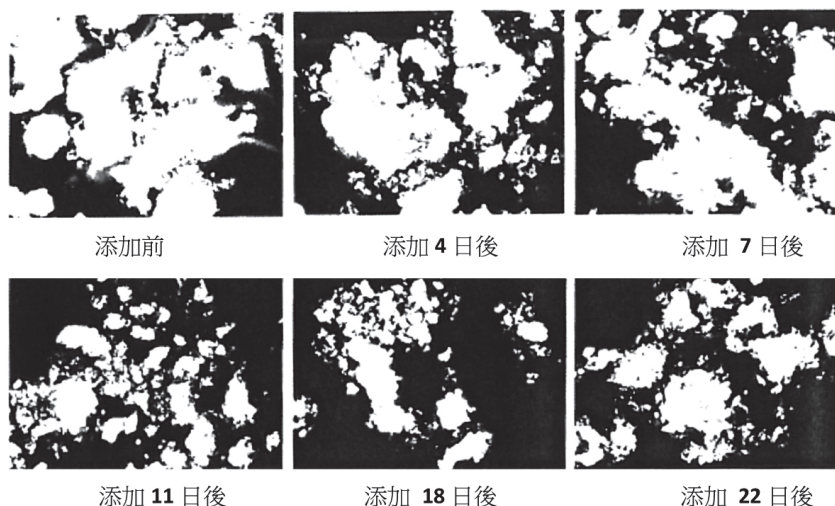 添加前
添加 4 日後
添加 7 日後
添加 11 日後
添加 18 日後
添加 22 日後